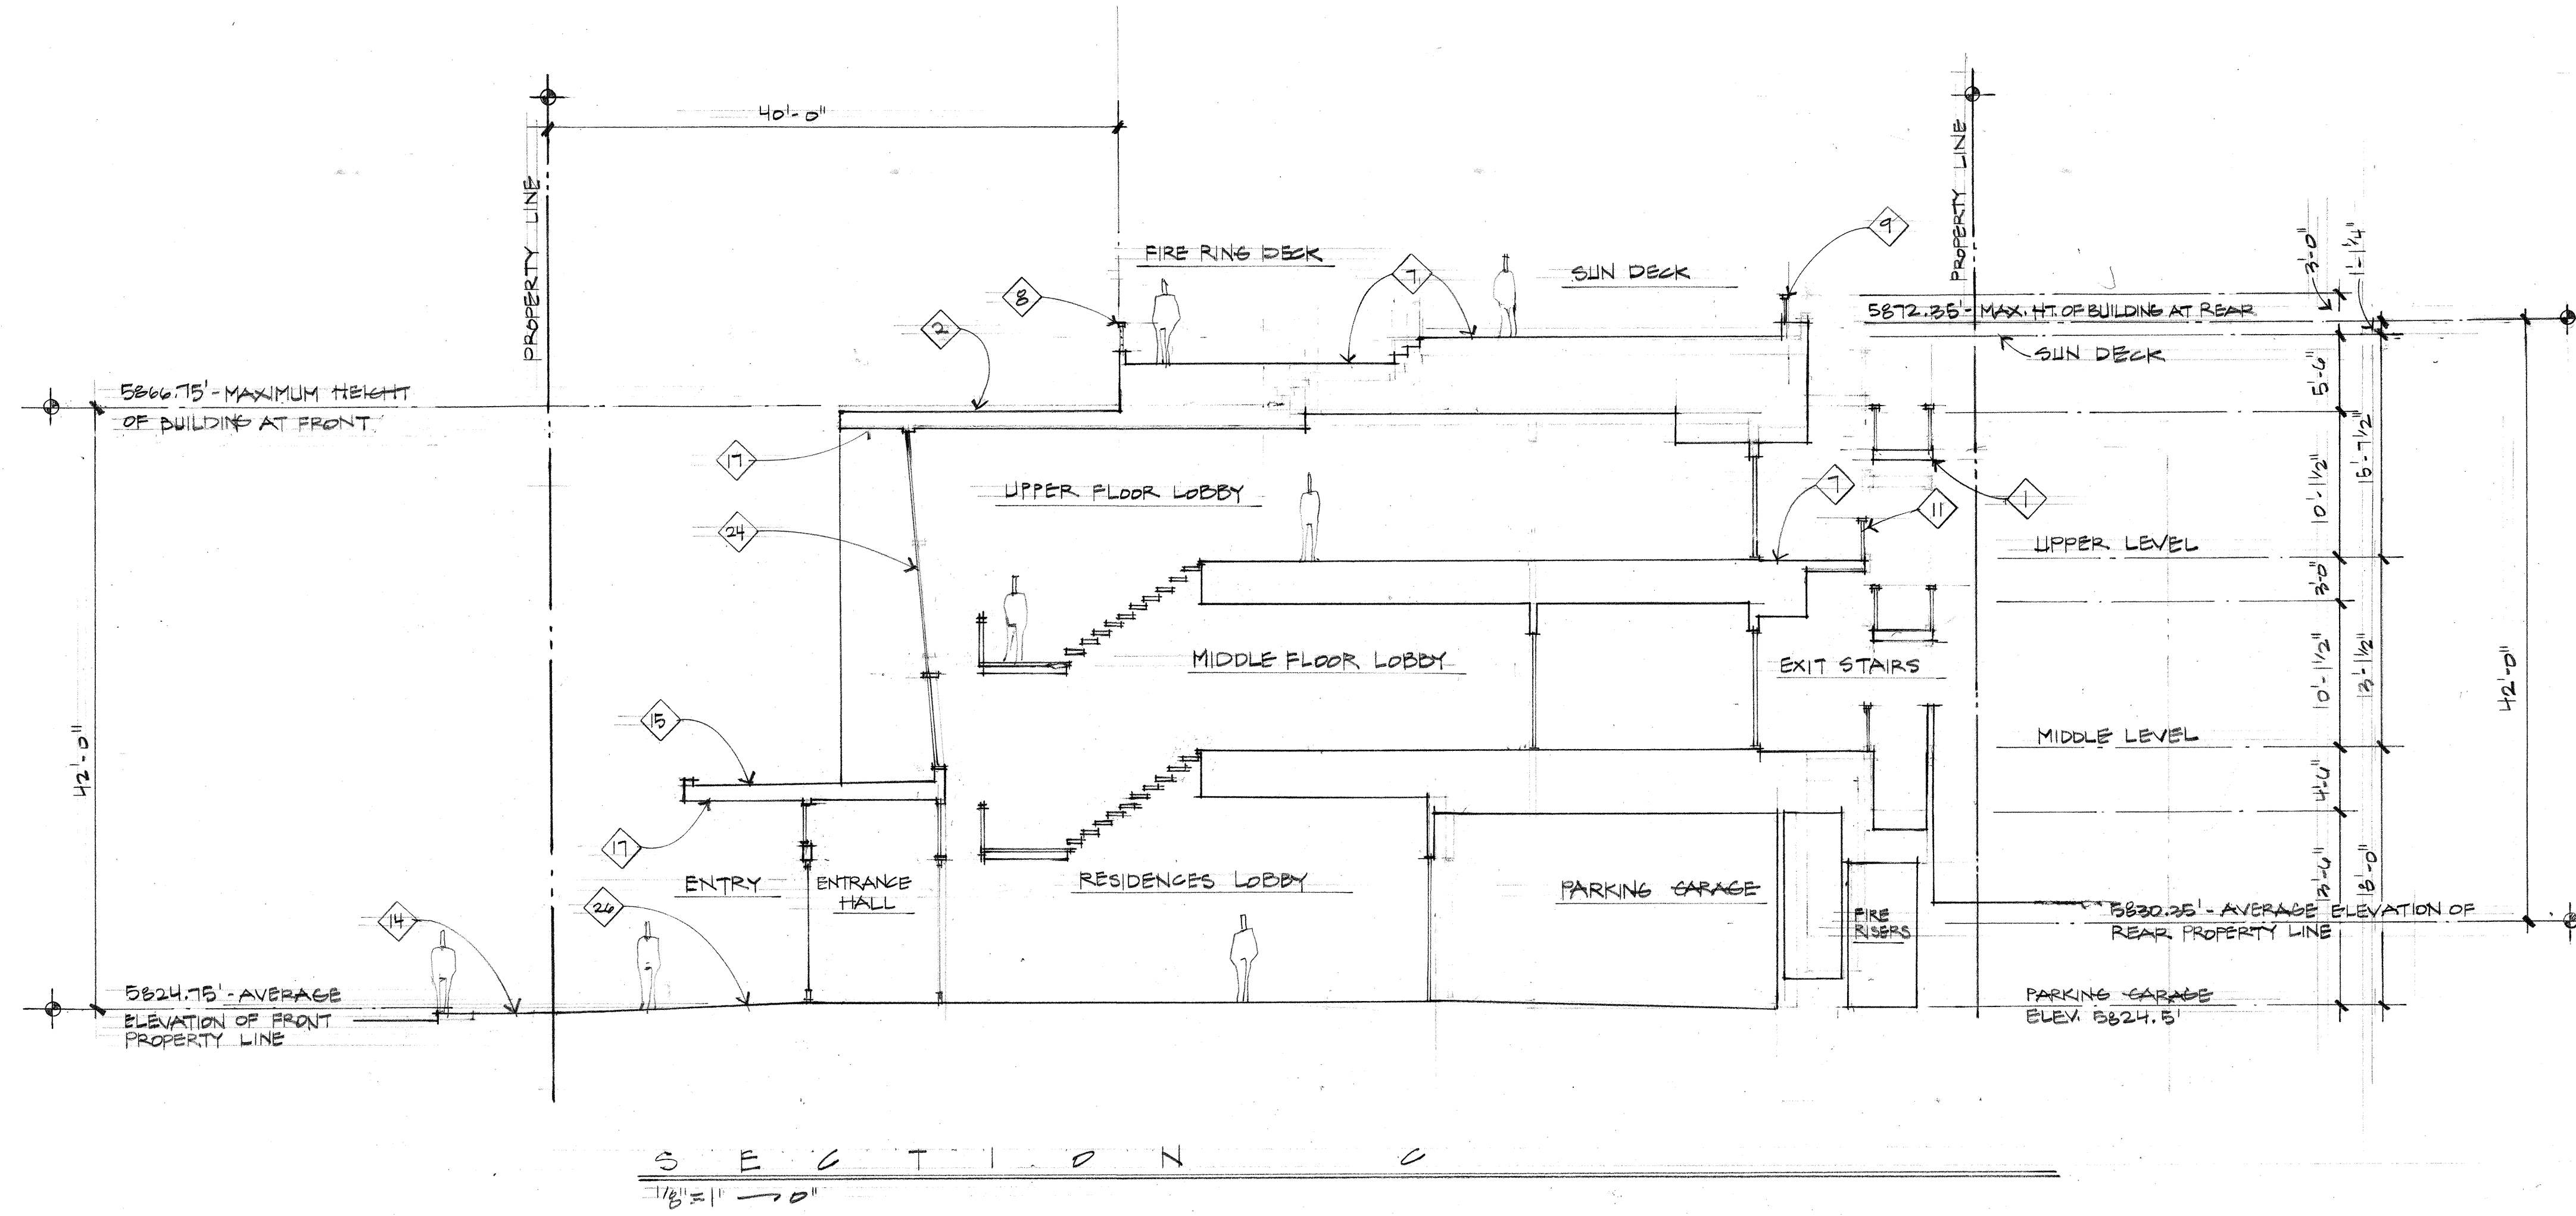 40'-0"
PROPERTY LINE
PROPERTY LINE
9
FIRE RING DECK
7
SUN DECK
8
2
3'-0"
1'-1 1/4"
5872.35' - MAX. HT. OF BUILDING AT REAR
SUN DECK
5866.75' - MAXIMUM HEIGHT
OF BUILDING AT FRONT
5'-6"
17
UPPER FLOOR LOBBY
7
1
11
24
10'-1 1/2"
15'-7 1/2"
UPPER LEVEL
3'-0"
MIDDLE FLOOR LOBBY
EXIT STAIRS
10'-1 1/2"
13'-1 1/2"
42'-0"
42'-0"
15
MIDDLE LEVEL
4'-6"
17
ENTRY
ENTRANCE
HALL
RESIDENCES LOBBY
PARKING GARAGE
FIRE
RISERS
13'-6"
18'-0"
14
26
5830.35' - AVERAGE ELEVATION OF
REAR PROPERTY LINE
5824.75' - AVERAGE
ELEVATION OF FRONT
PROPERTY LINE
PARKING GARAGE
ELEV. 5824.5'
SECTION C
1/8" = 1'-0"